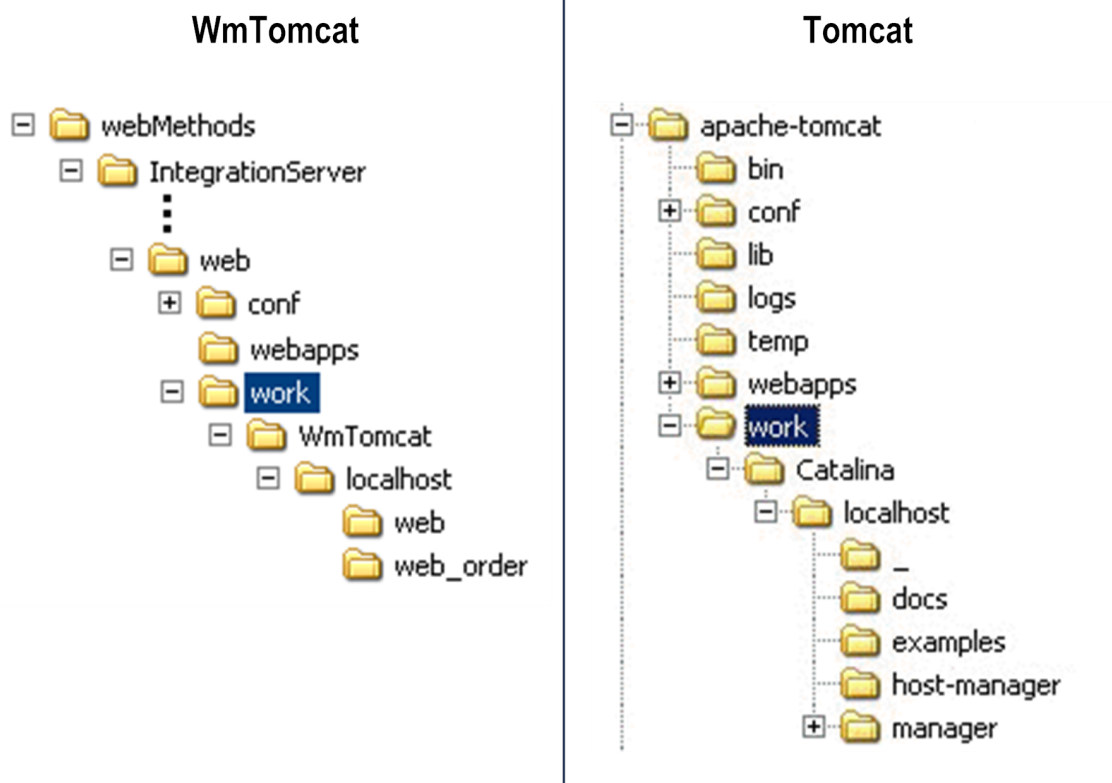 WmTomcat
webMethods
IntegrationServer
web
conf
webapps
work
WmTomcat
localhost
web
web_order
Tomcat
apache-tomcat
bin
conf
lib
logs
temp
webapps
work
Catalina
localhost
_
docs
examples
host-manager
manager